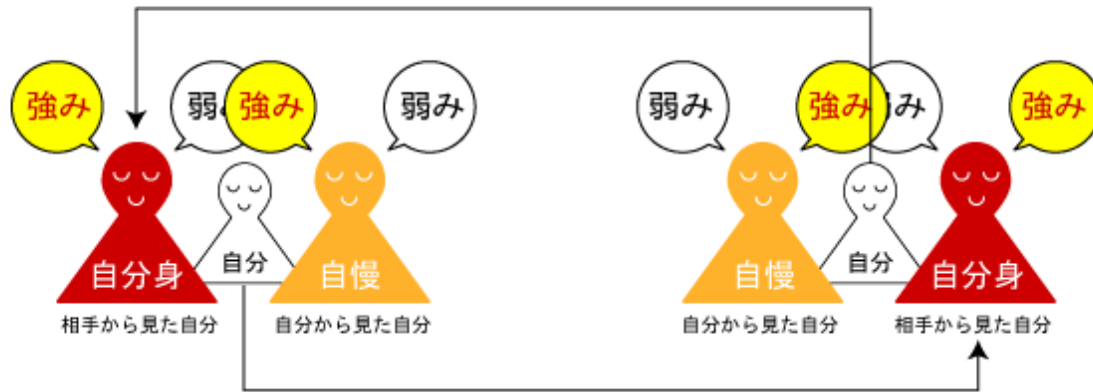 強み
弱み
強み
弱み
弱み
強み
弱み
強み
自分身
自分
自慢
自慢
自分
自分身
相手から見た自分
自分から見た自分
自分から見た自分
相手から見た自分